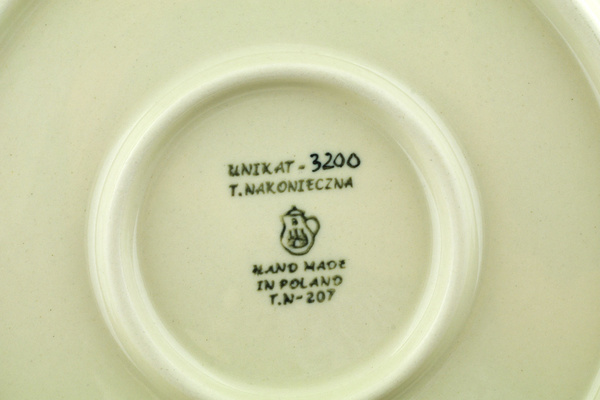 UNIKAT - 3200
T. NAKONIECZNA
HAND MADE
IN POLAND
T.N-207